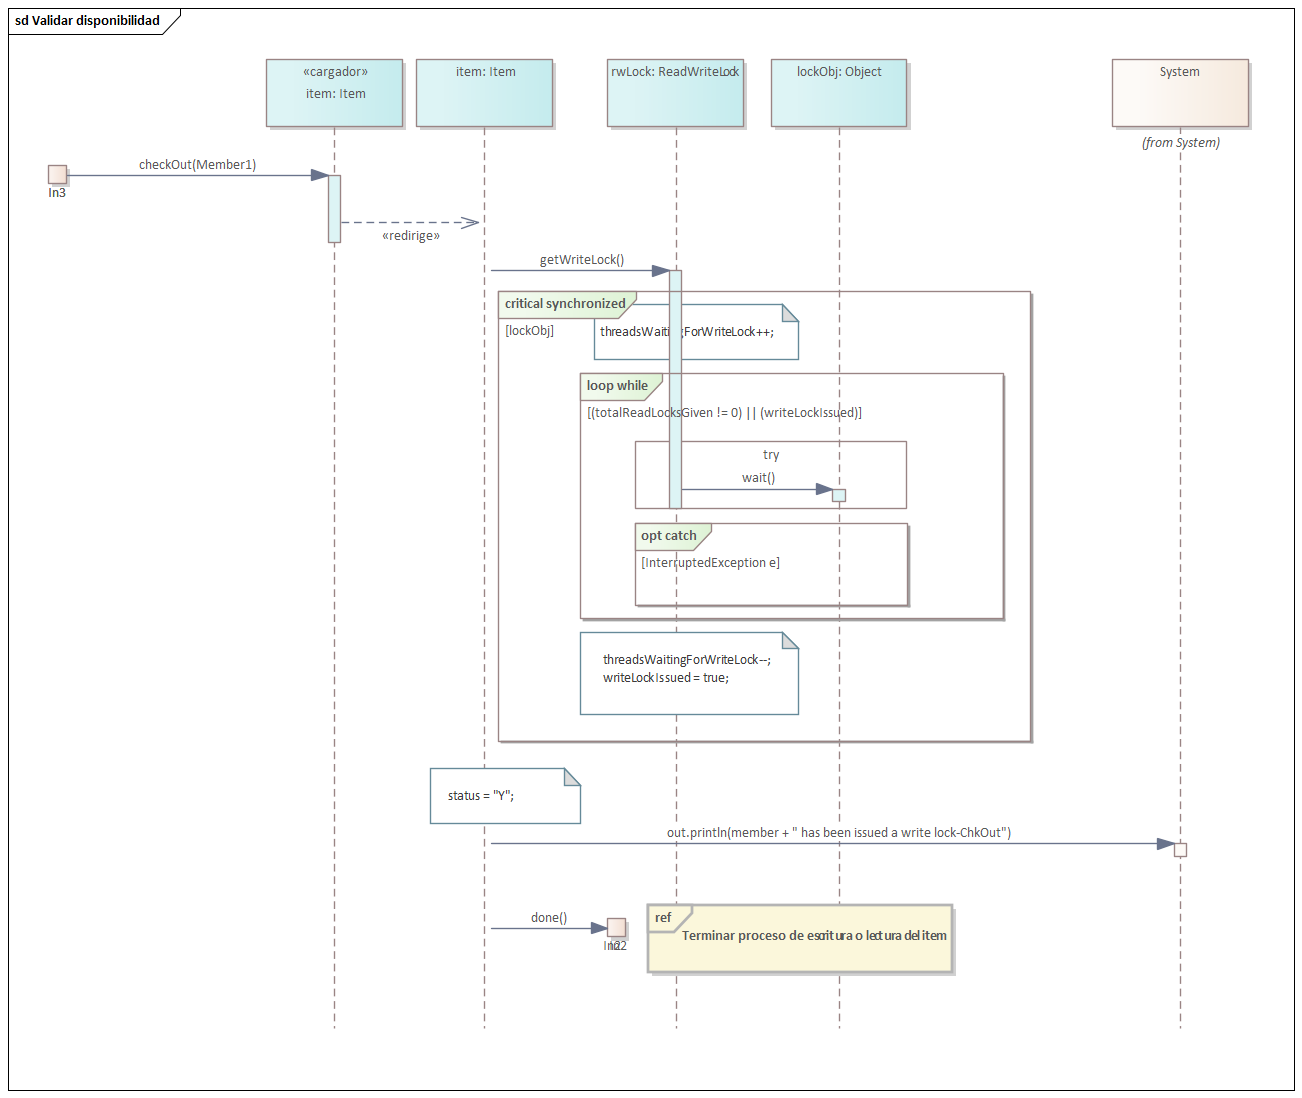 sd Validar disponibilidad
«cargador»
item: Item
item: Item
rwLock: ReadWriteLock
lockObj: Object
System
(from System)
checkOut(Member1)
In3
«redirige»
getWriteLock()
critical synchronized
[lockObj]
threadsWaitingForWriteLock++;
loop while
[(totalReadLocksGiven != 0) || (writeLockIssued)]
try
wait()
opt catch
[InterruptedException e]
threadsWaitingForWriteLock--;
writeLockIssued = true;
status = "Y";
out.println(member + " has been issued a write lock-ChkOut")
done()
ref
Terminar proceso de escritura o lectura del item